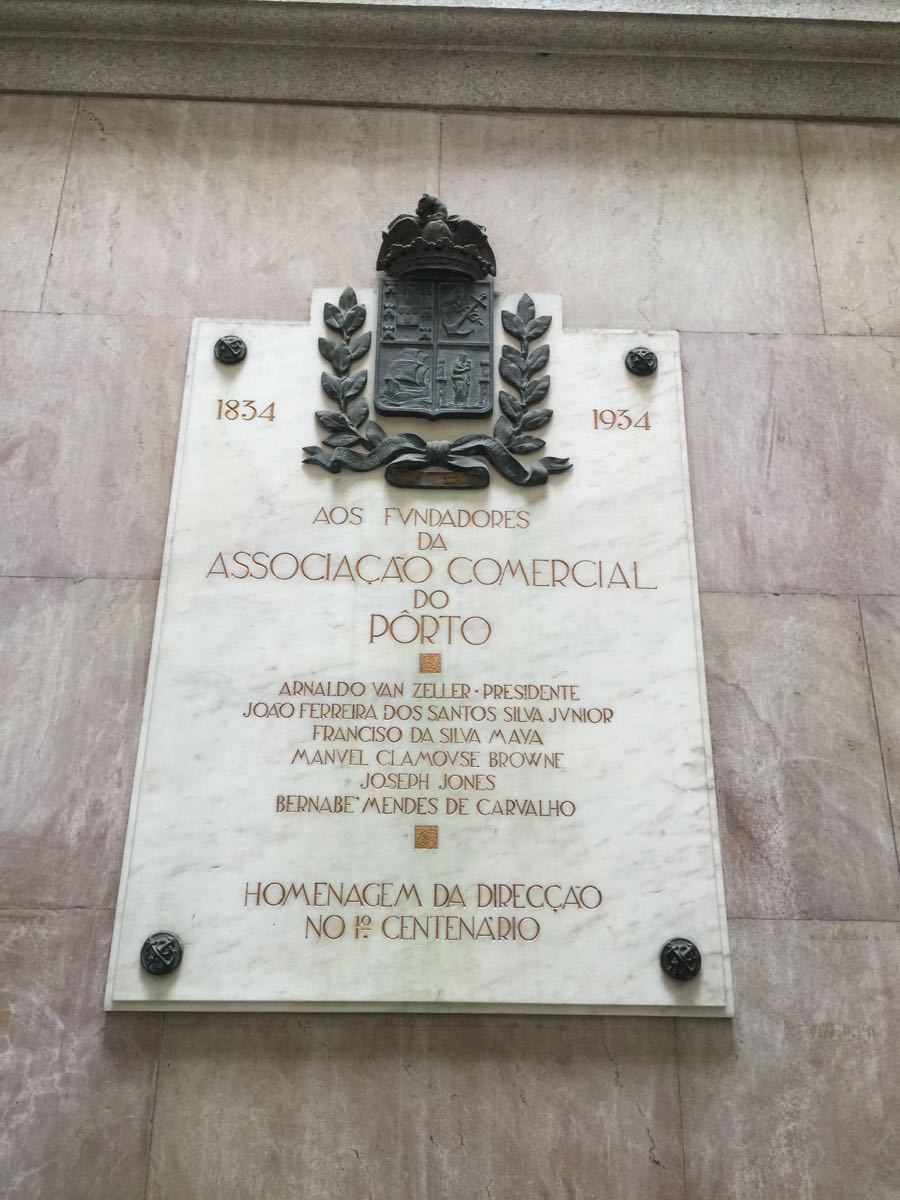 1834
1934
AOS FVNDADORES
DA
ASSOCIAÇÃO COMERCIAL
DO
PÔRTO
ARNALDO VAN ZELLER · PRESIDENTE
JOÃO FERREIRA DOS SANTOS SILVA JVNIOR
FRANCISO DA SILVA MAYA
MANVEL CLAMOVSE BROWNE
JOSEPH JONES
BERNABÉ MENDES DE CARVALHO
HOMENAGEM DA DIRECÇÃO
NO 1º CENTENÁRIO